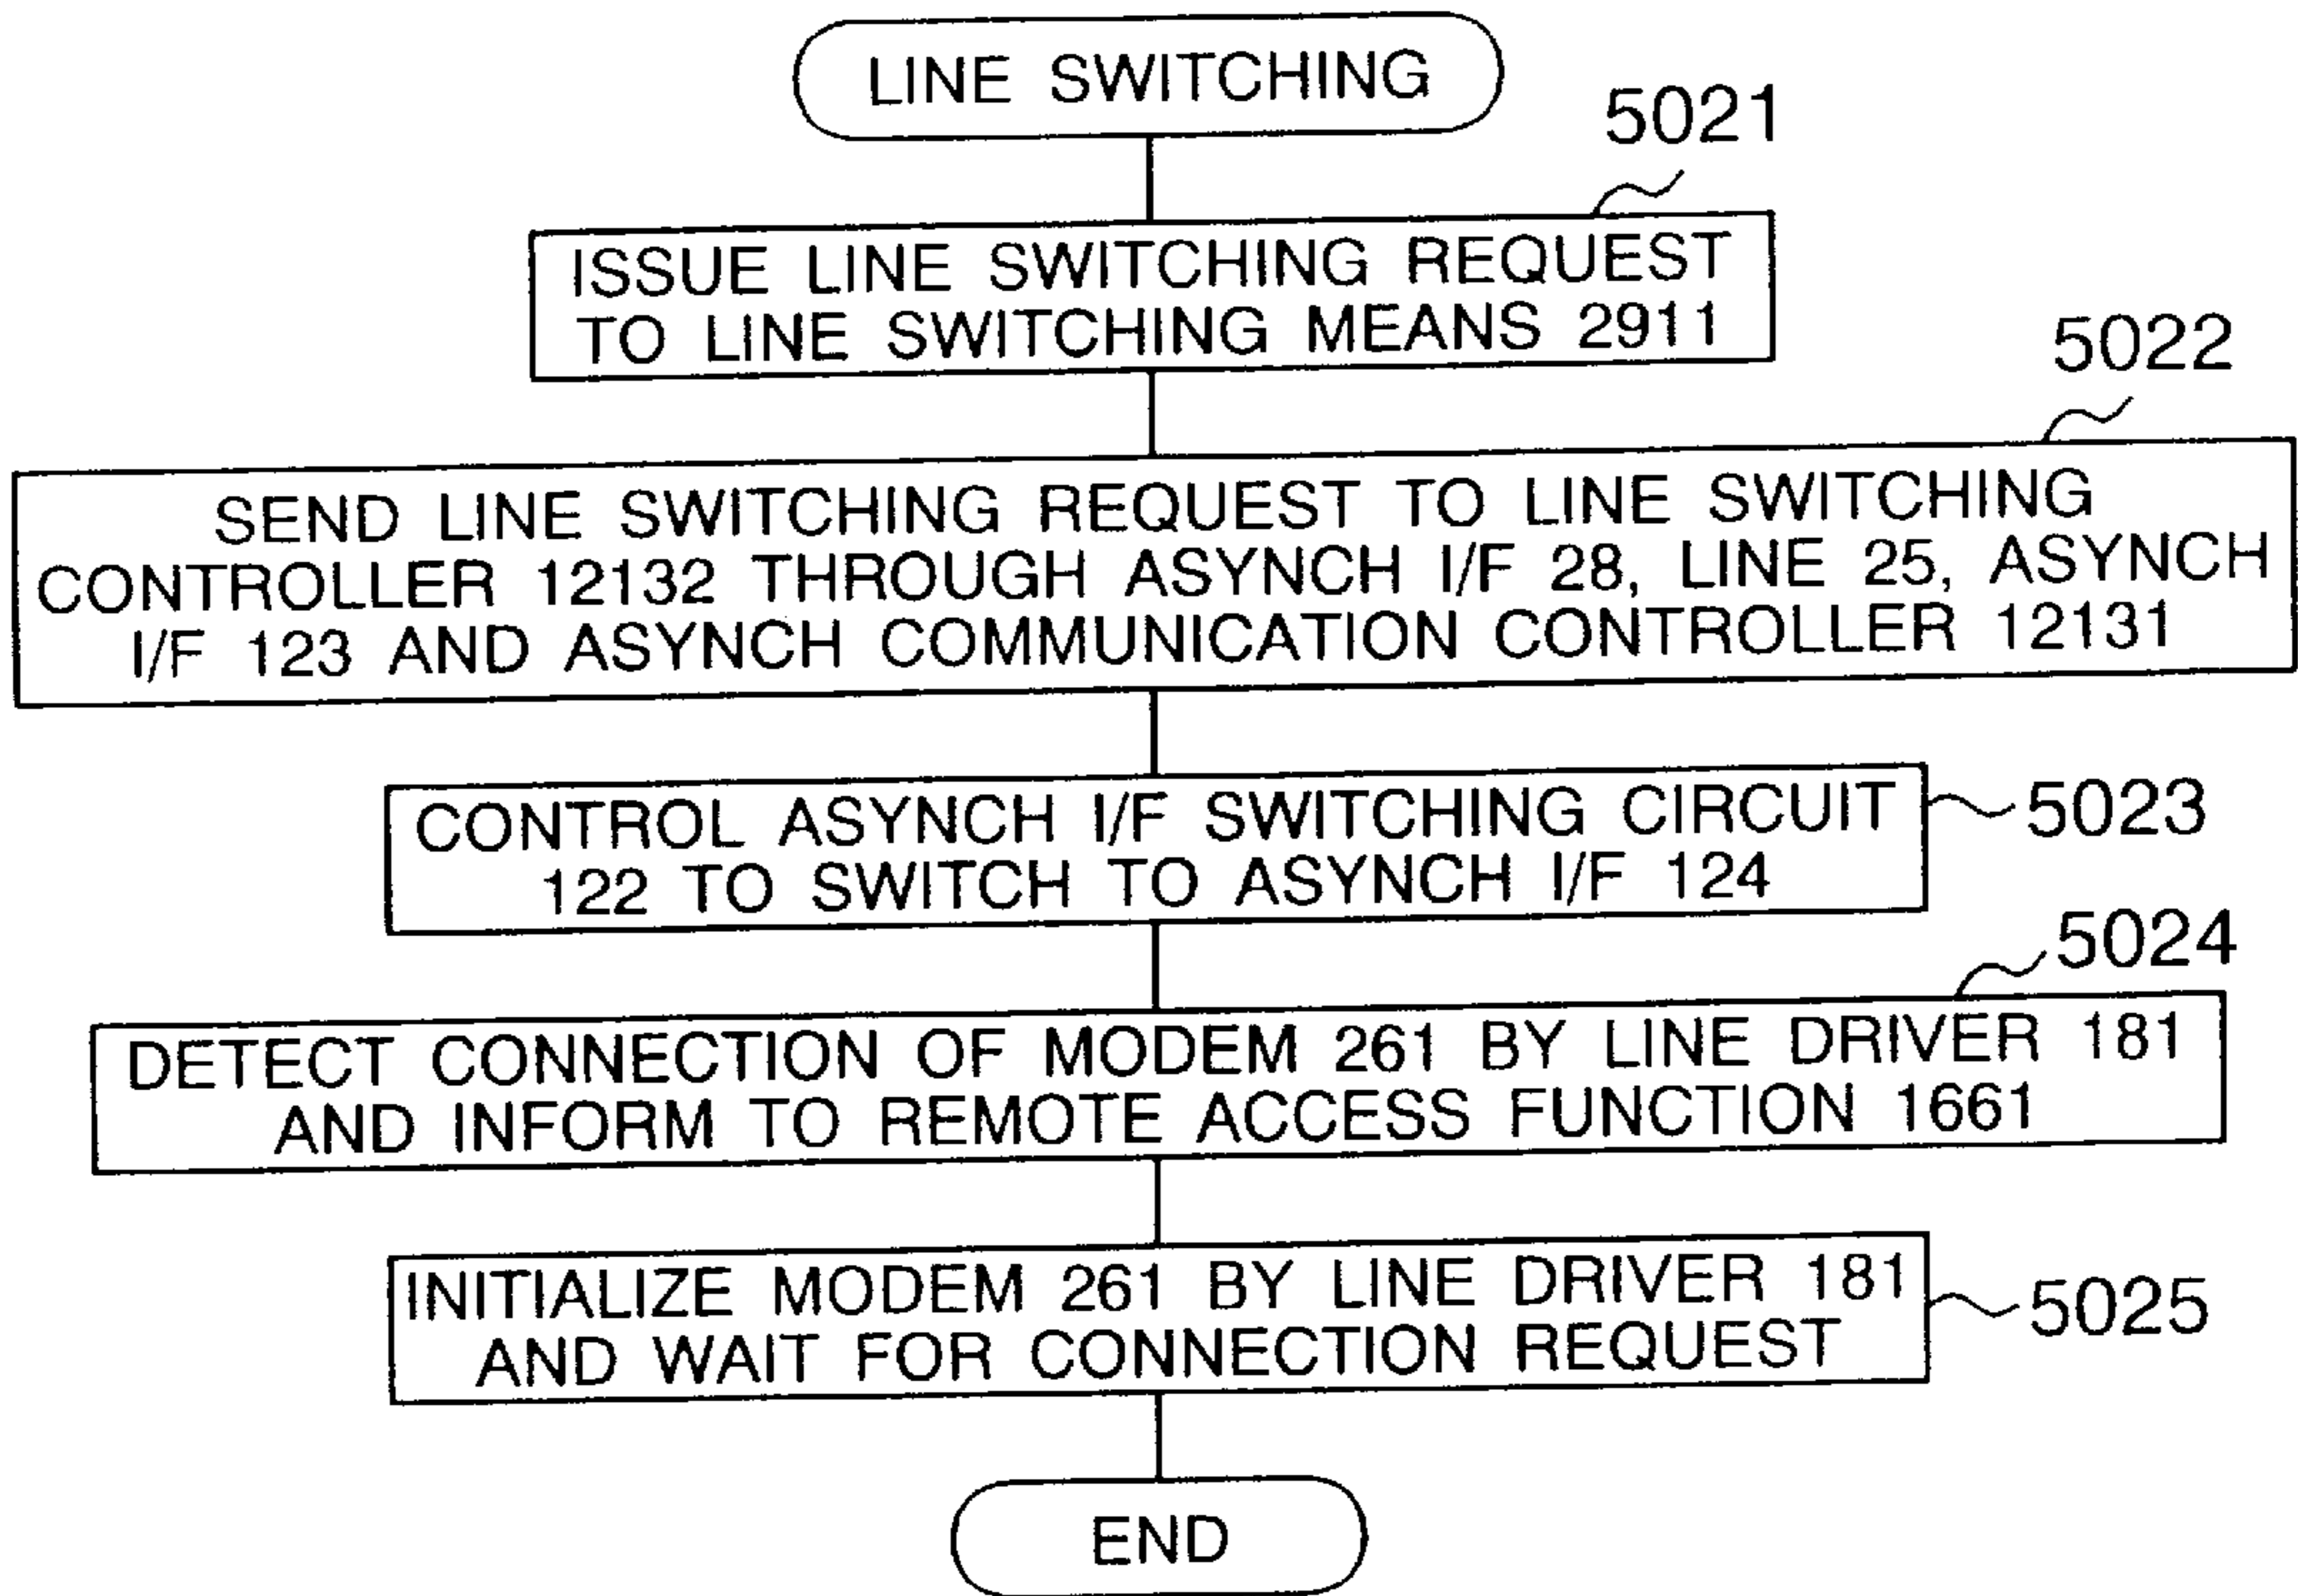 LINE SWITCHING
5021
ISSUE LINE SWITCHING REQUEST
TO LINE SWITCHING MEANS 2911
5022
SEND LINE SWITCHING REQUEST TO LINE SWITCHING
CONTROLLER 12132 THROUGH ASYNCH I/F 28, LINE 25, ASYNCH
I/F 123 AND ASYNCH COMMUNICATION CONTROLLER 12131
CONTROL ASYNCH I/F SWITCHING CIRCUIT
122 TO SWITCH TO ASYNCH I/F 124
5023
5024
DETECT CONNECTION OF MODEM 261 BY LINE DRIVER 181
AND INFORM TO REMOTE ACCESS FUNCTION 1661
INITIALIZE MODEM 261 BY LINE DRIVER 181
AND WAIT FOR CONNECTION REQUEST
5025
END